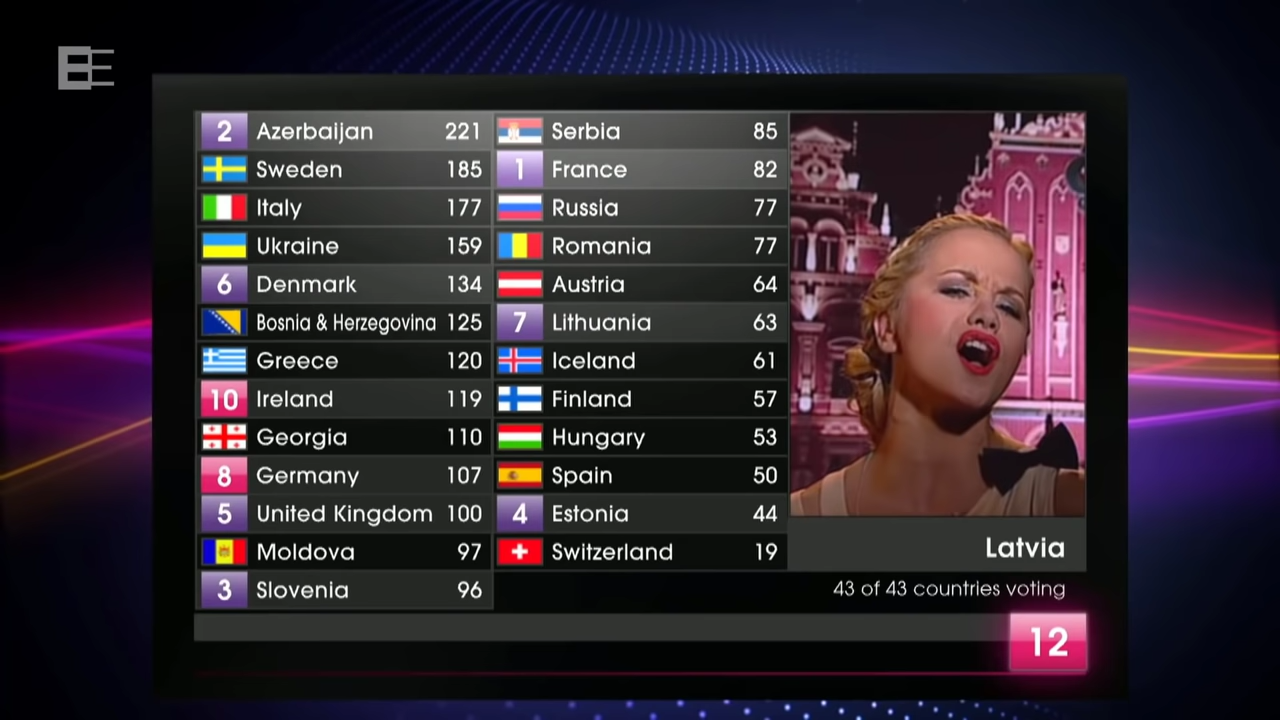 2 Azerbaijan 221
Sweden 185
Italy 177
Ukraine 159
6 Denmark 134
Bosnia & Herzegovina 125
Greece 120
10 Ireland 119
Georgia 110
8 Germany 107
5 United Kingdom 100
Moldova 97
3 Slovenia 96
Serbia 85
1 France 82
Russia 77
Romania 77
Austria 64
7 Lithuania 63
Iceland 61
Finland 57
Hungary 53
Spain 50
4 Estonia 44
Switzerland 19
Latvia
43 of 43 countries voting
12